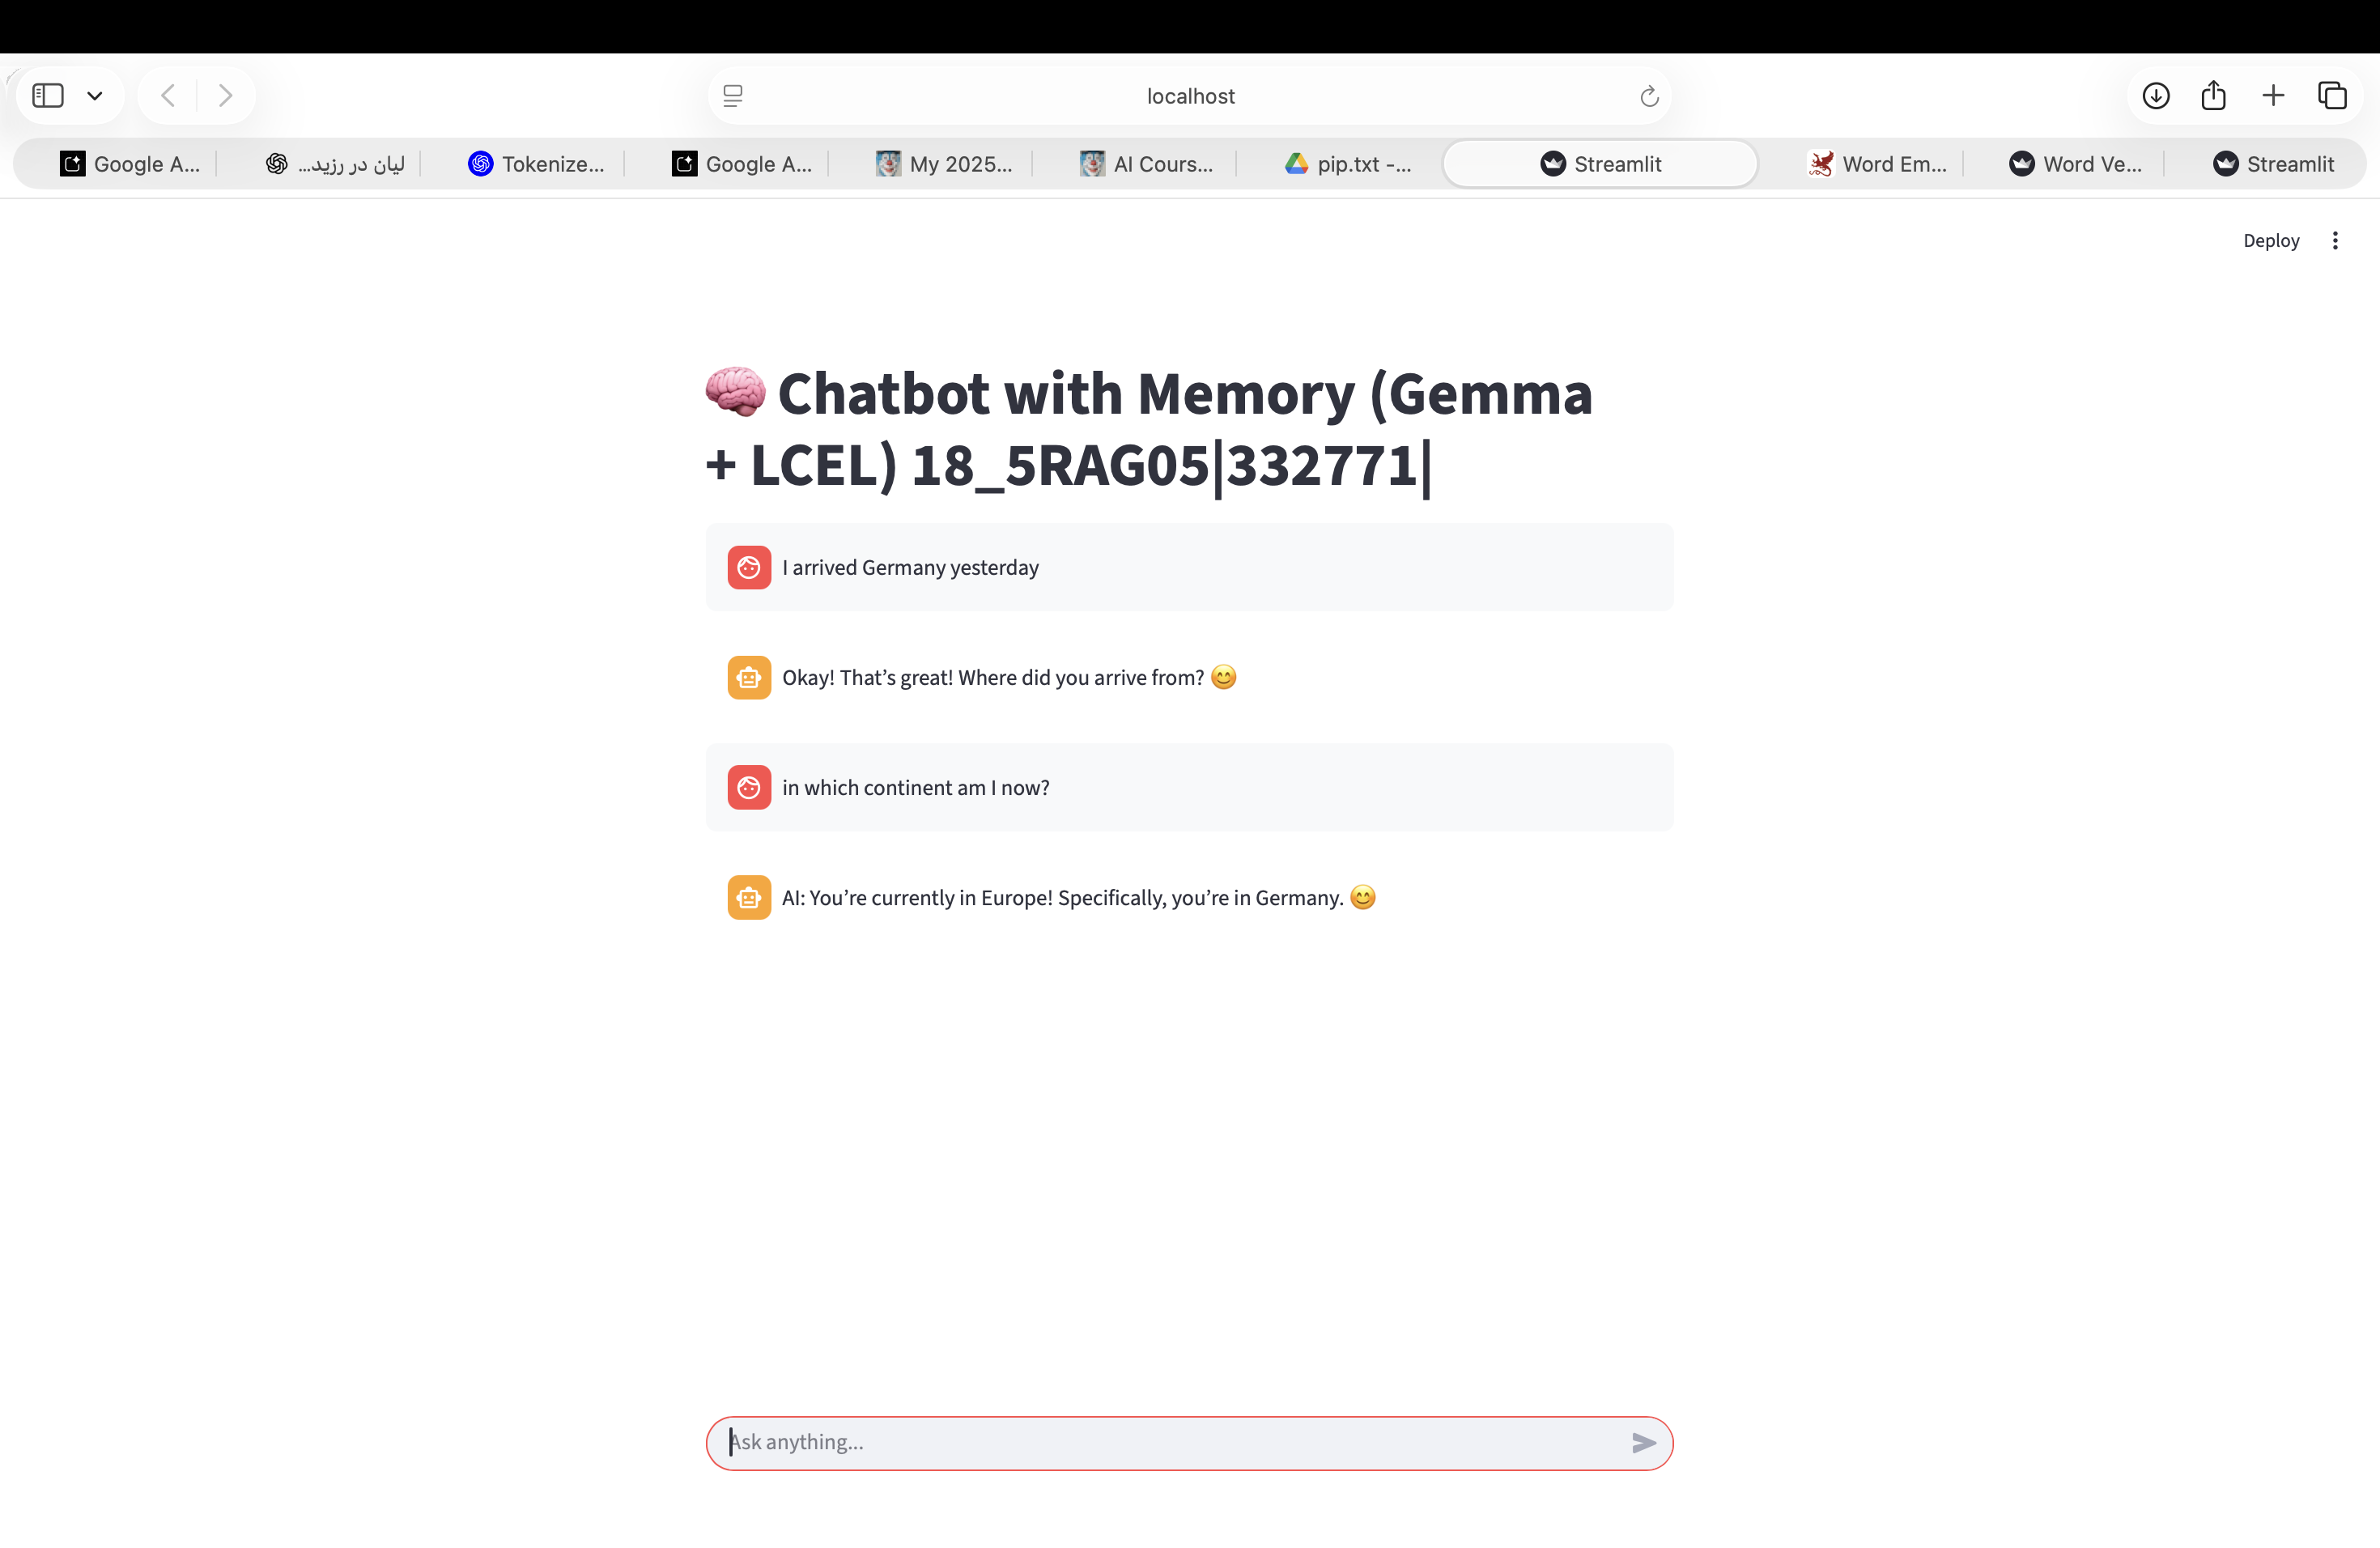 localhost
Google A...
لیان در رزید...
Tokenize...
Google A...
My 2025...
AI Cours...
pip.txt -...
Streamlit
Word Em...
Word Ve...
Streamlit
Deploy
🧠 Chatbot with Memory (Gemma
+ LCEL) 18_5RAG05|332771|
I arrived Germany yesterday
Okay! That’s great! Where did you arrive from? 😊
in which continent am I now?
AI: You’re currently in Europe! Specifically, you’re in Germany. 😊
Ask anything...